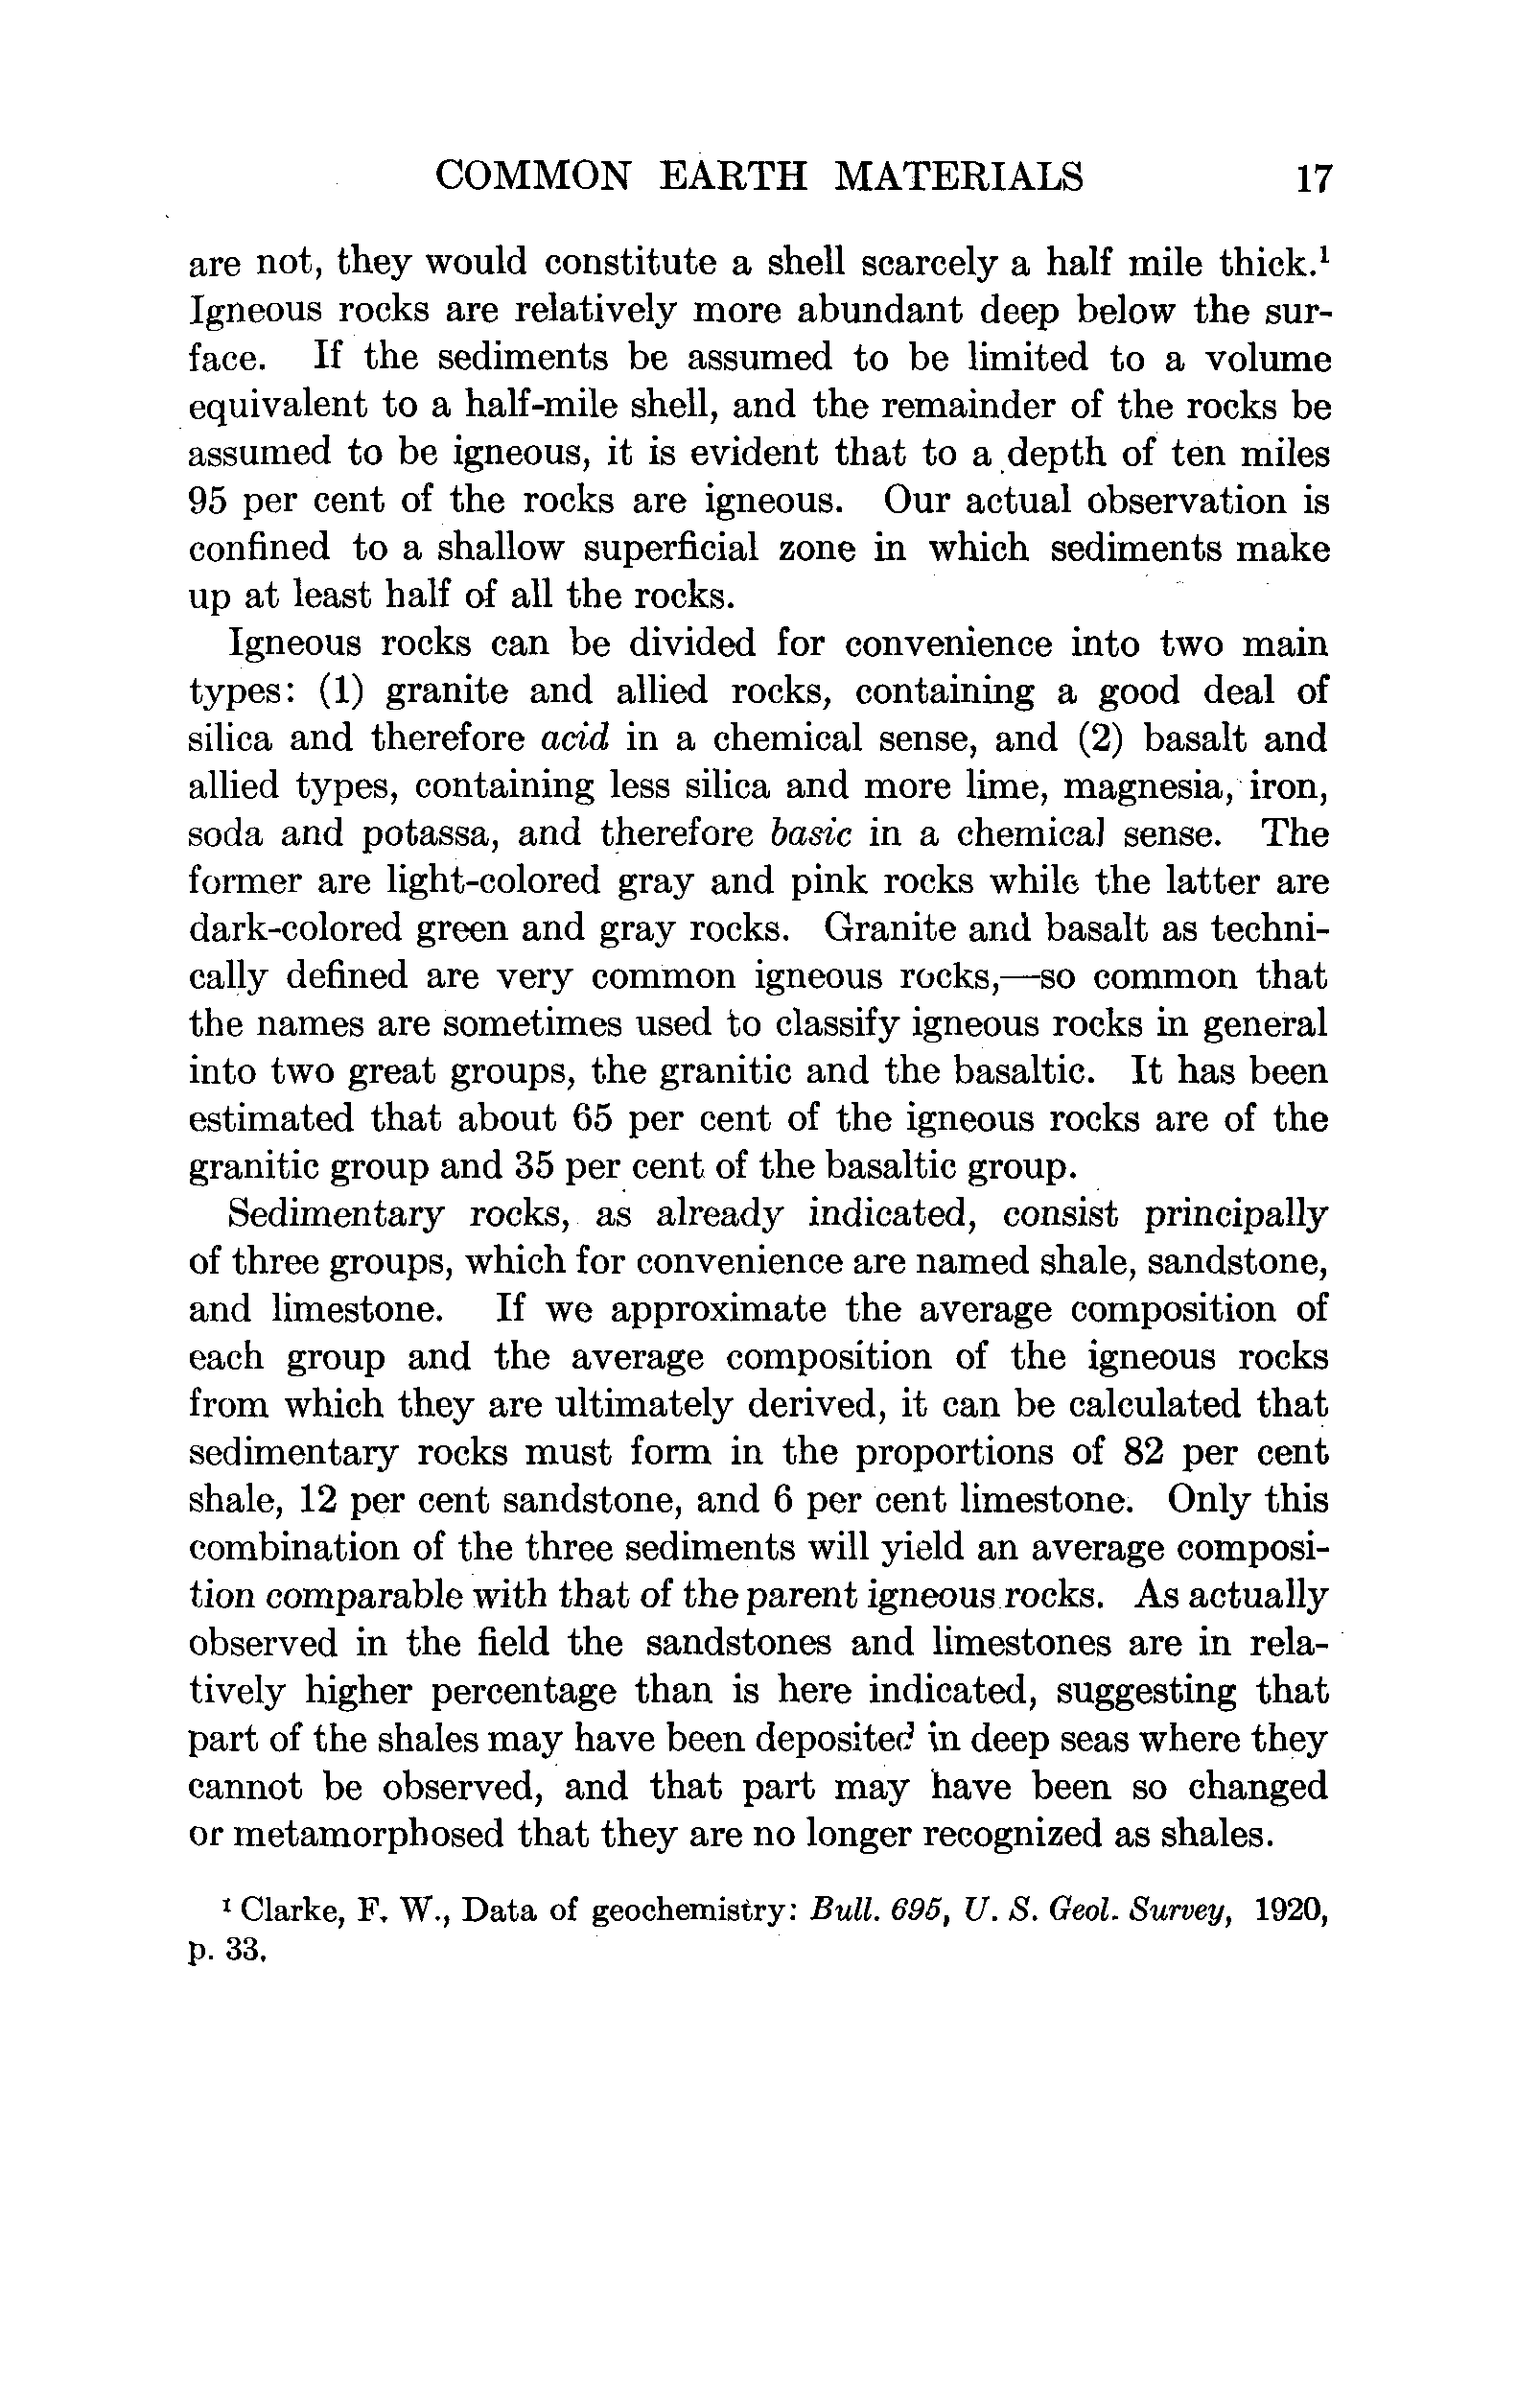 COMMON EARTH MATERIALS 17
are not, they would constitute a shell scarcely a half mile thick.¹
Igneous rocks are relatively more abundant deep below the sur-
face. If the sediments be assumed to be limited to a volume
equivalent to a half-mile shell, and the remainder of the rocks be
assumed to be igneous, it is evident that to a depth of ten miles
95 per cent of the rocks are igneous. Our actual observation is
confined to a shallow superficial zone in which sediments make
up at least half of all the rocks.
Igneous rocks can be divided for convenience into two main
types: (1) granite and allied rocks, containing a good deal of
silica and therefore acid in a chemical sense, and (2) basalt and
allied types, containing less silica and more lime, magnesia, iron,
soda and potassa, and therefore basic in a chemical sense. The
former are light-colored gray and pink rocks while the latter are
dark-colored green and gray rocks. Granite and basalt as techni-
cally defined are very common igneous rocks,—so common that
the names are sometimes used to classify igneous rocks in general
into two great groups, the granitic and the basaltic. It has been
estimated that about 65 per cent of the igneous rocks are of the
granitic group and 35 per cent of the basaltic group.
Sedimentary rocks, as already indicated, consist principally
of three groups, which for convenience are named shale, sandstone,
and limestone. If we approximate the average composition of
each group and the average composition of the igneous rocks
from which they are ultimately derived, it can be calculated that
sedimentary rocks must form in the proportions of 82 per cent
shale, 12 per cent sandstone, and 6 per cent limestone. Only this
combination of the three sediments will yield an average composi-
tion comparable with that of the parent igneous rocks. As actually
observed in the field the sandstones and limestones are in rela-
tively higher percentage than is here indicated, suggesting that
part of the shales may have been deposited in deep seas where they
cannot be observed, and that part may have been so changed
or metamorphosed that they are no longer recognized as shales.
¹ Clarke, F. W., Data of geochemistry: Bull. 695, U. S. Geol. Survey, 1920,
p. 33.